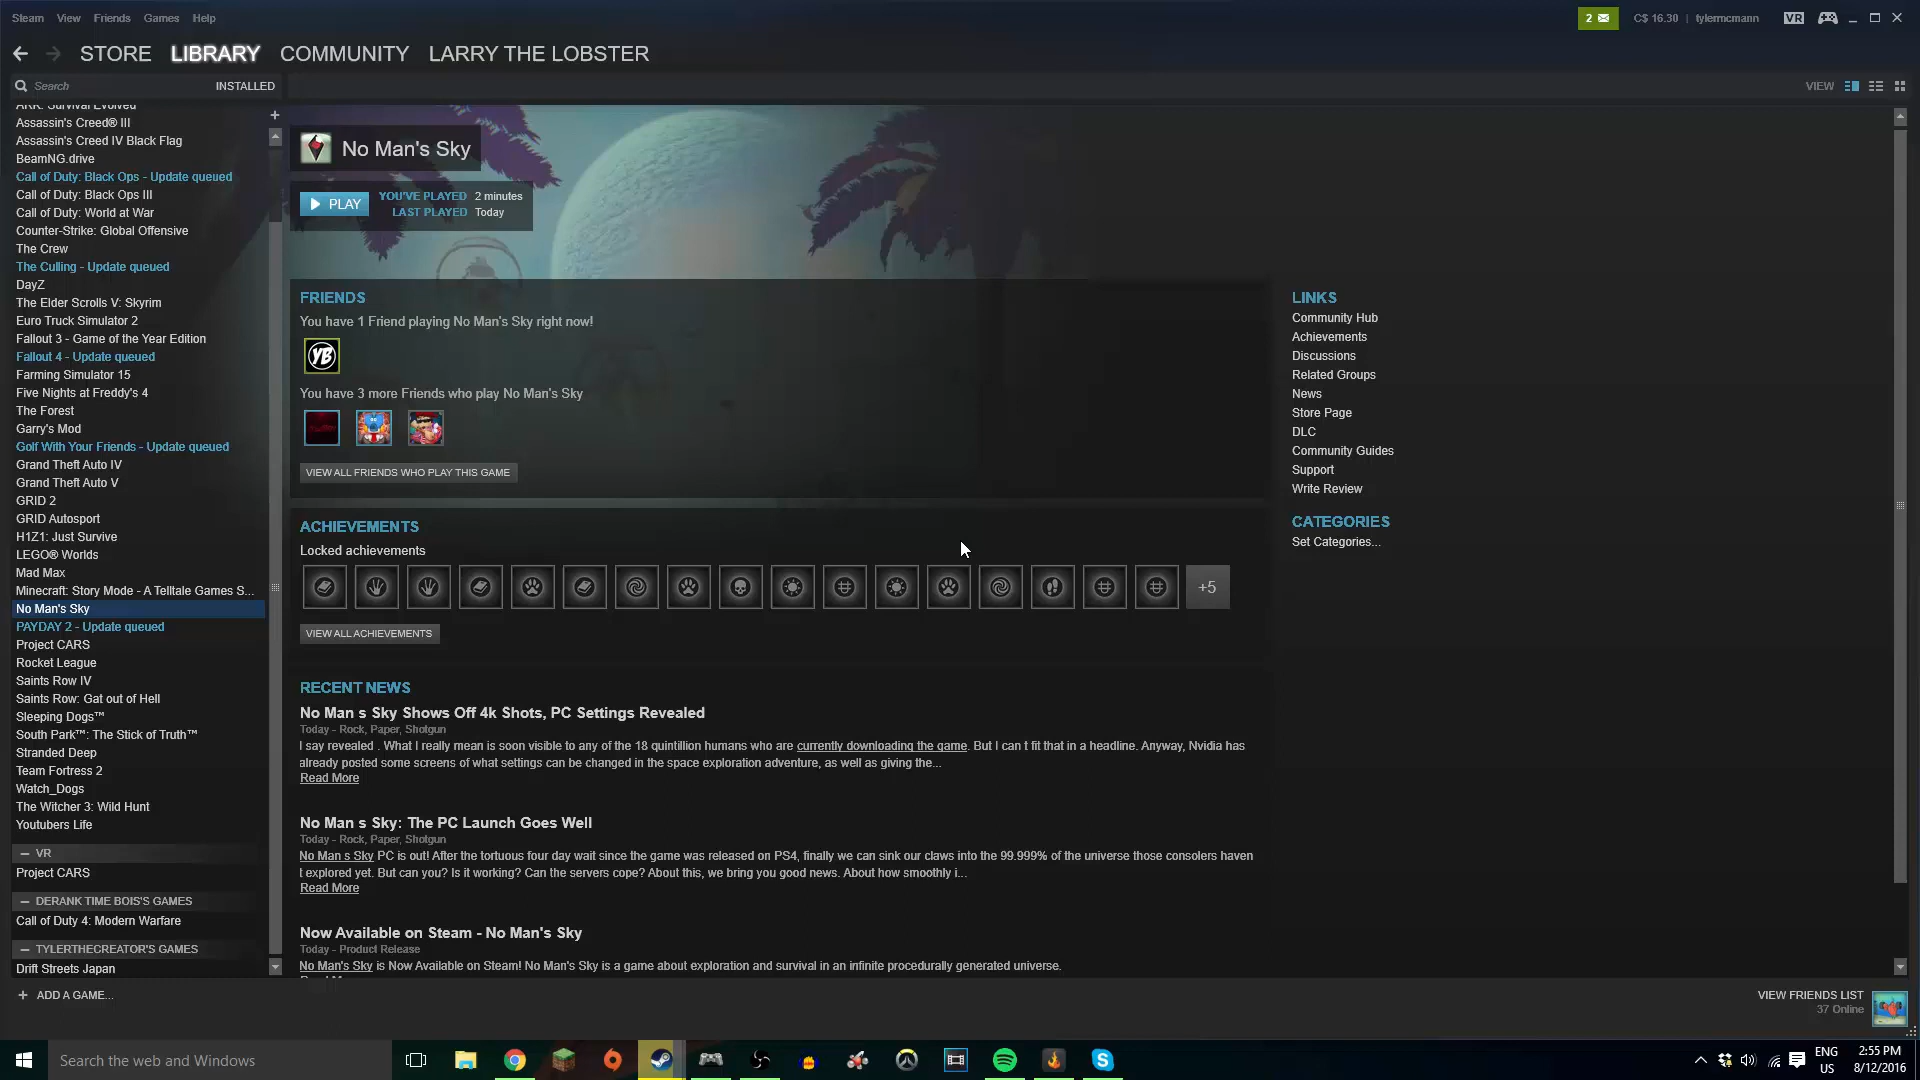 Steam View Friends Games Help
2 C$ 16.30 | tylermcmann VR
STORE LIBRARY COMMUNITY LARRY THE LOBSTER
Search INSTALLED VIEW
ARK: Survival Evolved
Assassin's Creed® III
Assassin's Creed IV Black Flag
BeamNG.drive
Call of Duty: Black Ops - Update queued
Call of Duty: Black Ops III
Call of Duty: World at War
Counter-Strike: Global Offensive
The Crew
The Culling - Update queued
DayZ
The Elder Scrolls V: Skyrim
Euro Truck Simulator 2
Fallout 3 - Game of the Year Edition
Fallout 4 - Update queued
Farming Simulator 15
Five Nights at Freddy's 4
The Forest
Garry's Mod
Golf With Your Friends - Update queued
Grand Theft Auto IV
Grand Theft Auto V
GRID 2
GRID Autosport
H1Z1: Just Survive
LEGO® Worlds
Mad Max
Minecraft: Story Mode - A Telltale Games S...
No Man's Sky
PAYDAY 2 - Update queued
Project CARS
Rocket League
Saints Row IV
Saints Row: Gat out of Hell
Sleeping Dogs™
South Park™: The Stick of Truth™
Stranded Deep
Team Fortress 2
Watch_Dogs
The Witcher 3: Wild Hunt
Youtubers Life
— VR
Project CARS
— DERANK TIME BOIS'S GAMES
Call of Duty 4: Modern Warfare
— TYLERTHECREATOR'S GAMES
Drift Streets Japan
+ ADD A GAME...
No Man's Sky
PLAY
YOU'VE PLAYED 2 minutes
LAST PLAYED Today
FRIENDS
You have 1 Friend playing No Man's Sky right now!
YB
You have 3 more Friends who play No Man's Sky
VIEW ALL FRIENDS WHO PLAY THIS GAME
ACHIEVEMENTS
Locked achievements
+5
VIEW ALL ACHIEVEMENTS
RECENT NEWS
No Man s Sky Shows Off 4k Shots, PC Settings Revealed
Today - Rock, Paper, Shotgun
I say revealed . What I really mean is soon visible to any of the 18 quintillion humans who are currently downloading the game. But I can t fit that in a headline. Anyway, Nvidia has
already posted some screens of what settings can be changed in the space exploration adventure, as well as giving the...
Read More
No Man s Sky: The PC Launch Goes Well
Today - Rock, Paper, Shotgun
No Man s Sky PC is out! After the tortuous four day wait since the game was released on PS4, finally we can sink our claws into the 99.999% of the universe those consolers haven
t explored yet. But can you? Is it working? Can the servers cope? About this, we bring you good news. About how smoothly i...
Read More
Now Available on Steam - No Man's Sky
Today - Product Release
No Man's Sky is Now Available on Steam! No Man's Sky is a game about exploration and survival in an infinite procedurally generated universe.
LINKS
Community Hub
Achievements
Discussions
Related Groups
News
Store Page
DLC
Community Guides
Support
Write Review
CATEGORIES
Set Categories...
VIEW FRIENDS LIST
37 Online
Search the web and Windows
ENG
US
2:55 PM
8/12/2016